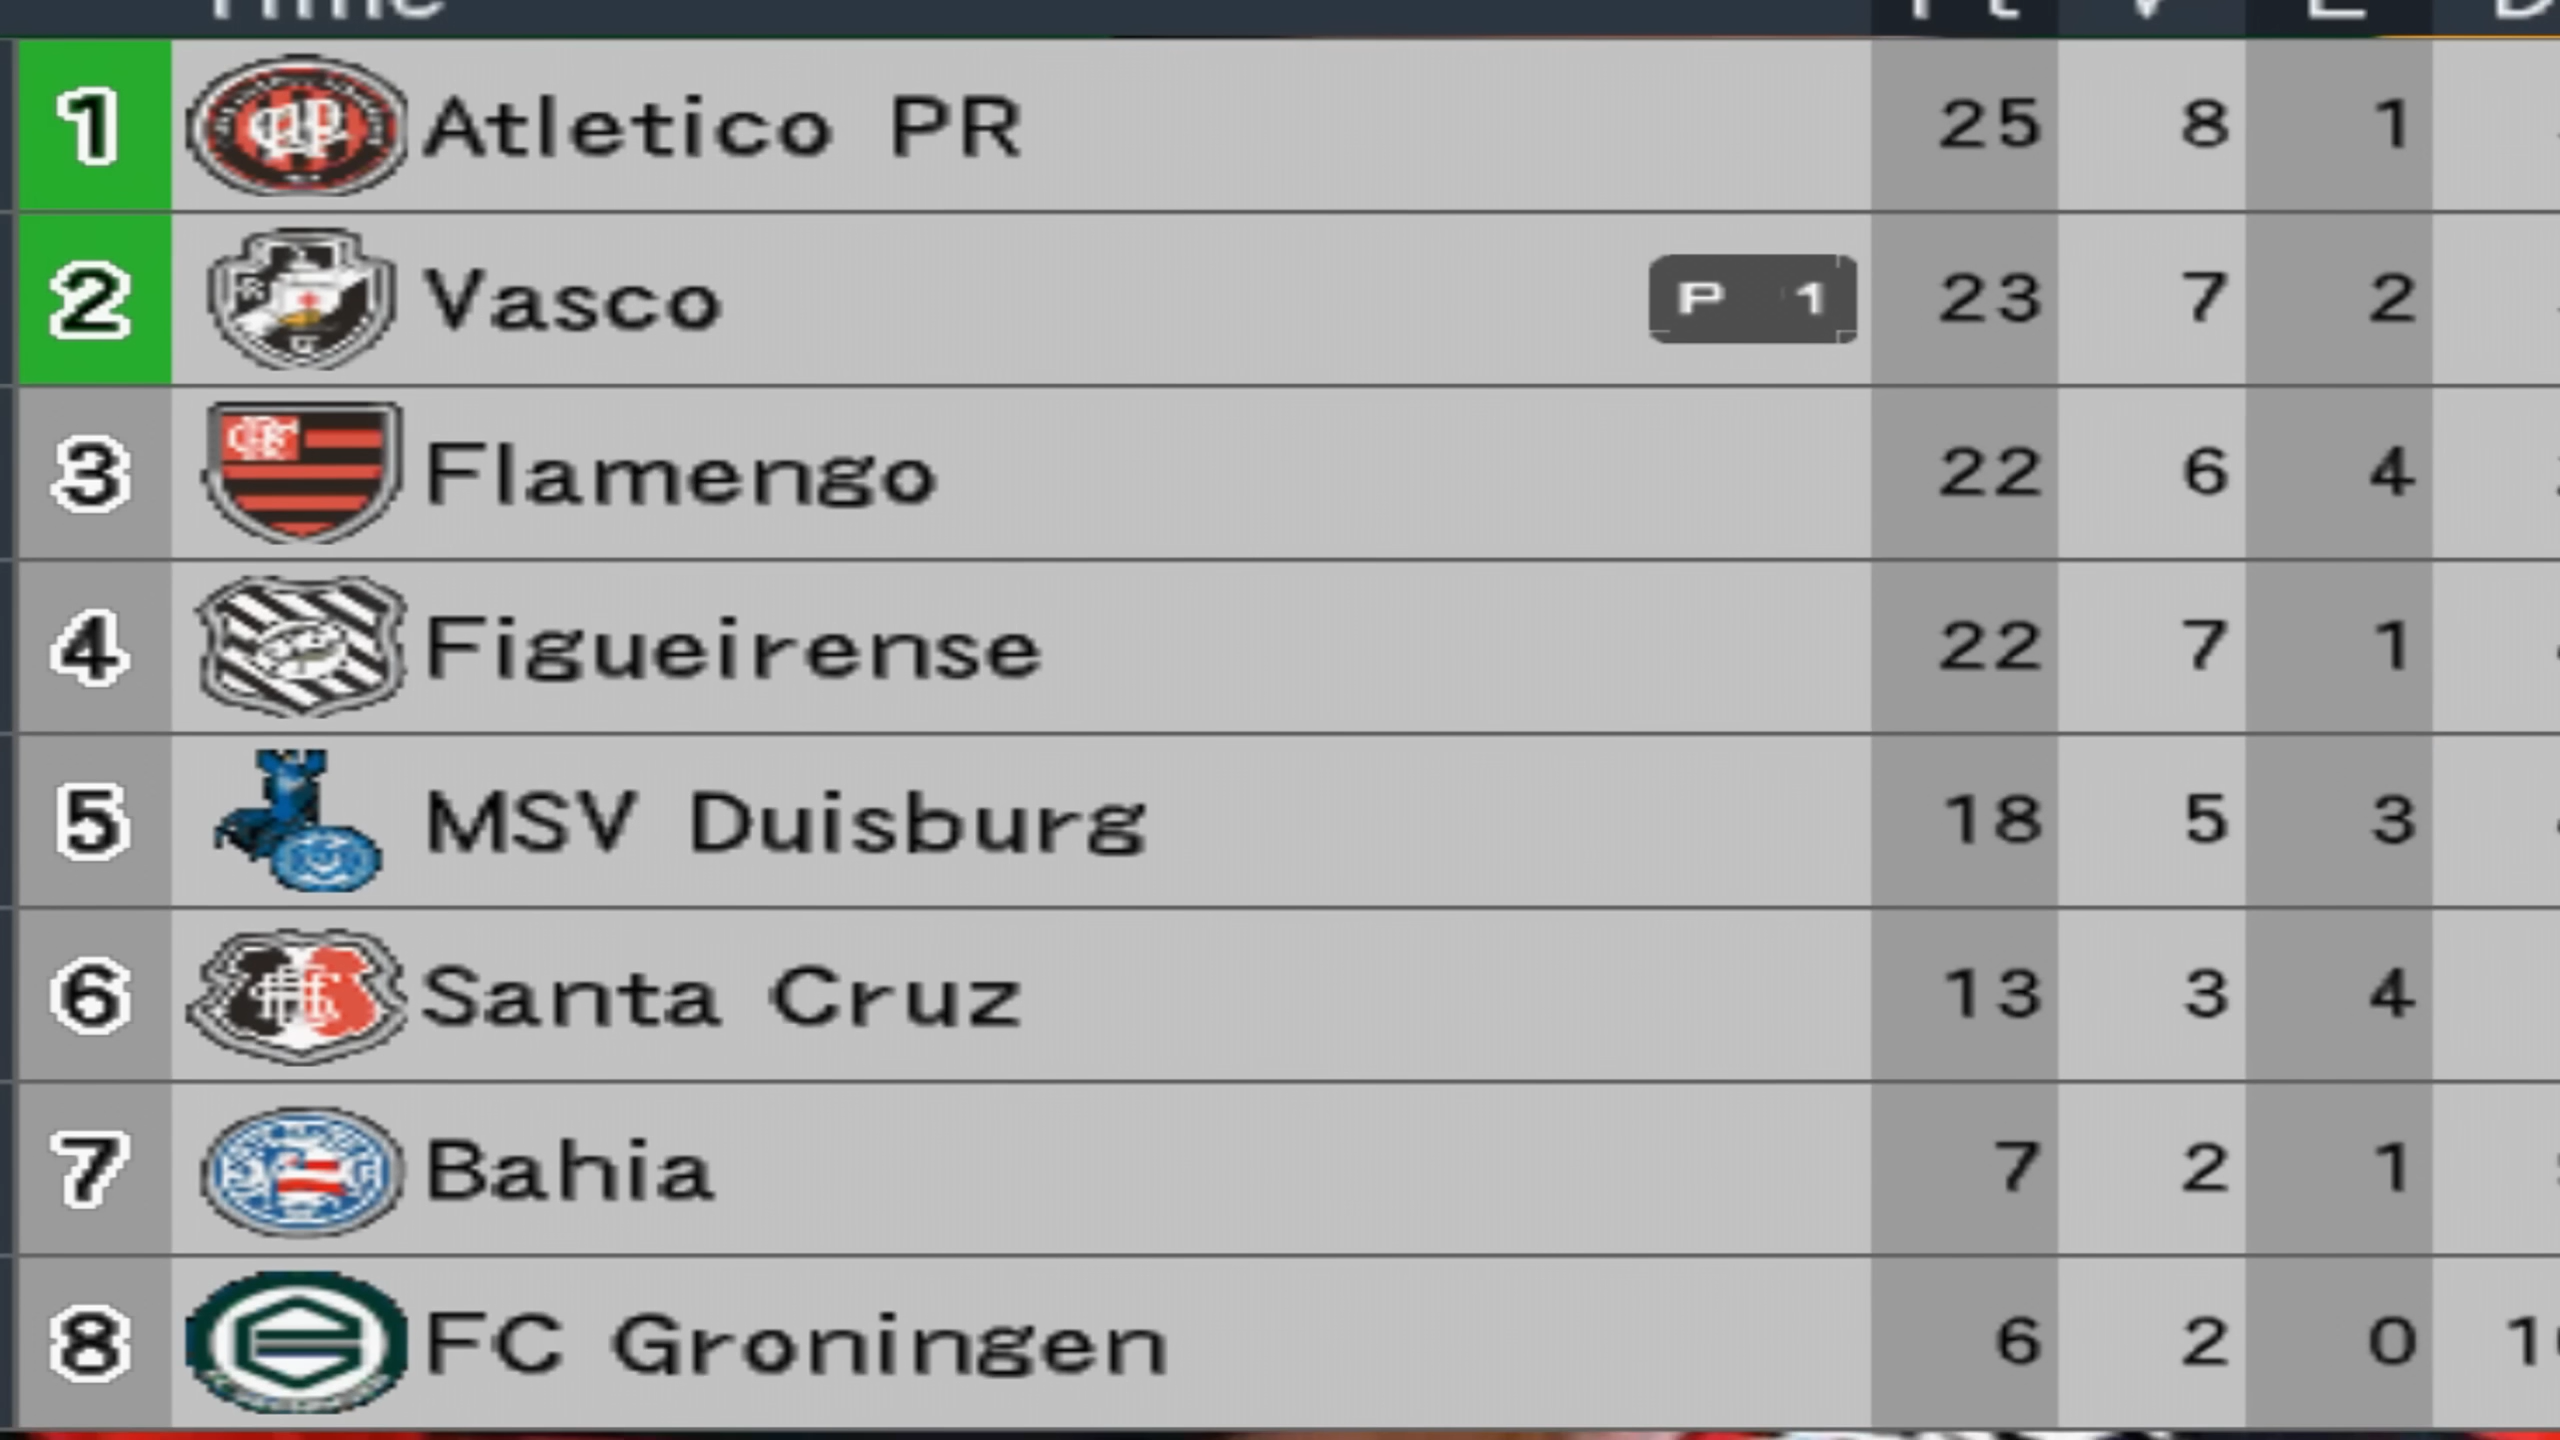 Time Pt V E D
1 Atletico PR 25 8 1
2 Vasco P 1 23 7 2
3 Flamengo 22 6 4
4 Figueirense 22 7 1
5 MSV Duisburg 18 5 3
6 Santa Cruz 13 3 4
7 Bahia 7 2 1
8 FC Groningen 6 2 0